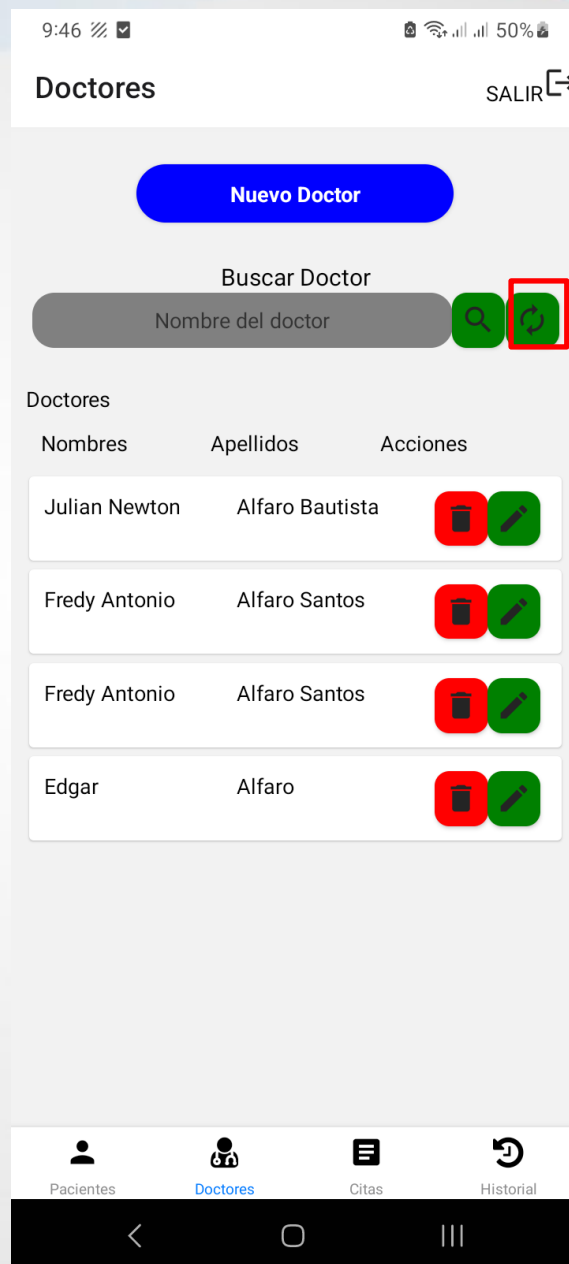 9:46 50%
Doctores SALIR
Nuevo Doctor
Buscar Doctor
Nombre del doctor
Doctores
Nombres Apellidos Acciones
Julian Newton Alfaro Bautista
Fredy Antonio Alfaro Santos
Fredy Antonio Alfaro Santos
Edgar Alfaro
Pacientes Doctores Citas Historial